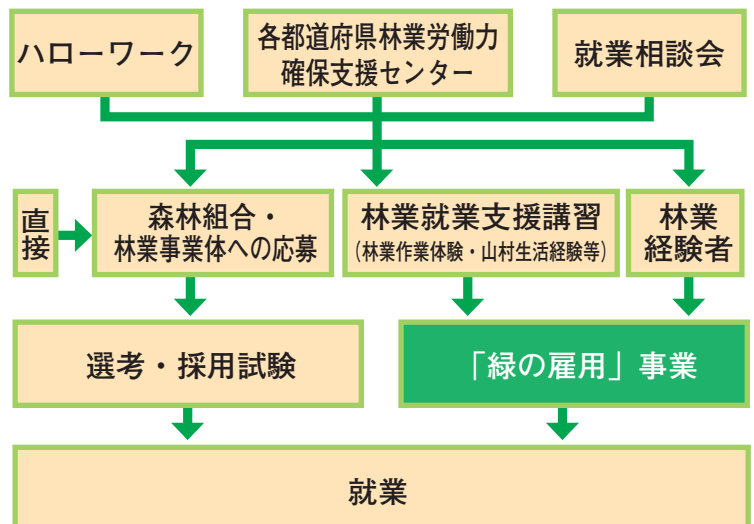 ハローワーク
各都道府県林業労働力
確保支援センター
就業相談会
直接
森林組合・
林業事業体への応募
林業就業支援講習
(林業作業体験・山村生活経験等)
林業
経験者
選考・採用試験
「緑の雇用」事業
就業